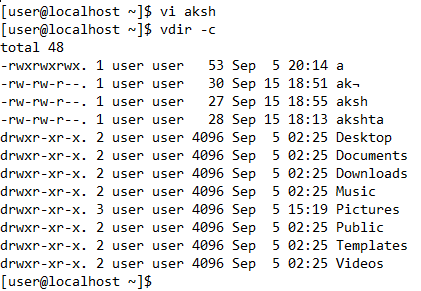 [user@localhost ~]$ vi aksh
[user@localhost ~]$ vdir -c
total 48
-rwxrwxrwx. 1 user user   53 Sep  5 20:14 a
-rw-rw-r--. 1 user user   30 Sep 15 18:51 ak¬
-rw-rw-r--. 1 user user   27 Sep 15 18:55 aksh
-rw-rw-r--. 1 user user   28 Sep 15 18:13 akshta
drwxr-xr-x. 2 user user 4096 Sep  5 02:25 Desktop
drwxr-xr-x. 2 user user 4096 Sep  5 02:25 Documents
drwxr-xr-x. 2 user user 4096 Sep  5 02:25 Downloads
drwxr-xr-x. 2 user user 4096 Sep  5 02:25 Music
drwxr-xr-x. 3 user user 4096 Sep  5 15:19 Pictures
drwxr-xr-x. 2 user user 4096 Sep  5 02:25 Public
drwxr-xr-x. 2 user user 4096 Sep  5 02:25 Templates
drwxr-xr-x. 2 user user 4096 Sep  5 02:25 Videos
[user@localhost ~]$